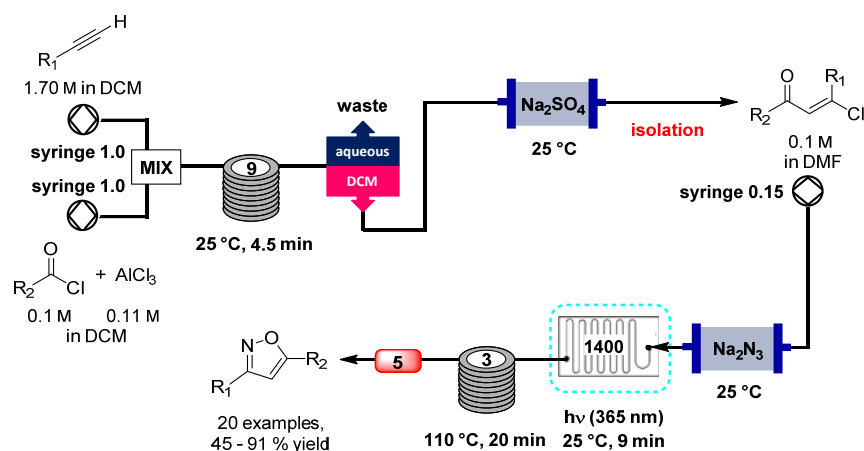 H
R1
1.70 M in DCM
syringe 1.0
syringe 1.0
MIX
9
25 °C, 4.5 min
O
R2
Cl
+ AlCl3
0.1 M 0.11 M
in DCM
waste
aqueous
DCM
Na2SO4
25 °C
isolation
O
R1
R2
Cl
0.1 M
in DMF
syringe 0.15
Na2N3
25 °C
1400
hν (365 nm)
25 °C, 9 min
3
110 °C, 20 min
5
N
O
R2
R1
20 examples,
45 - 91 % yield